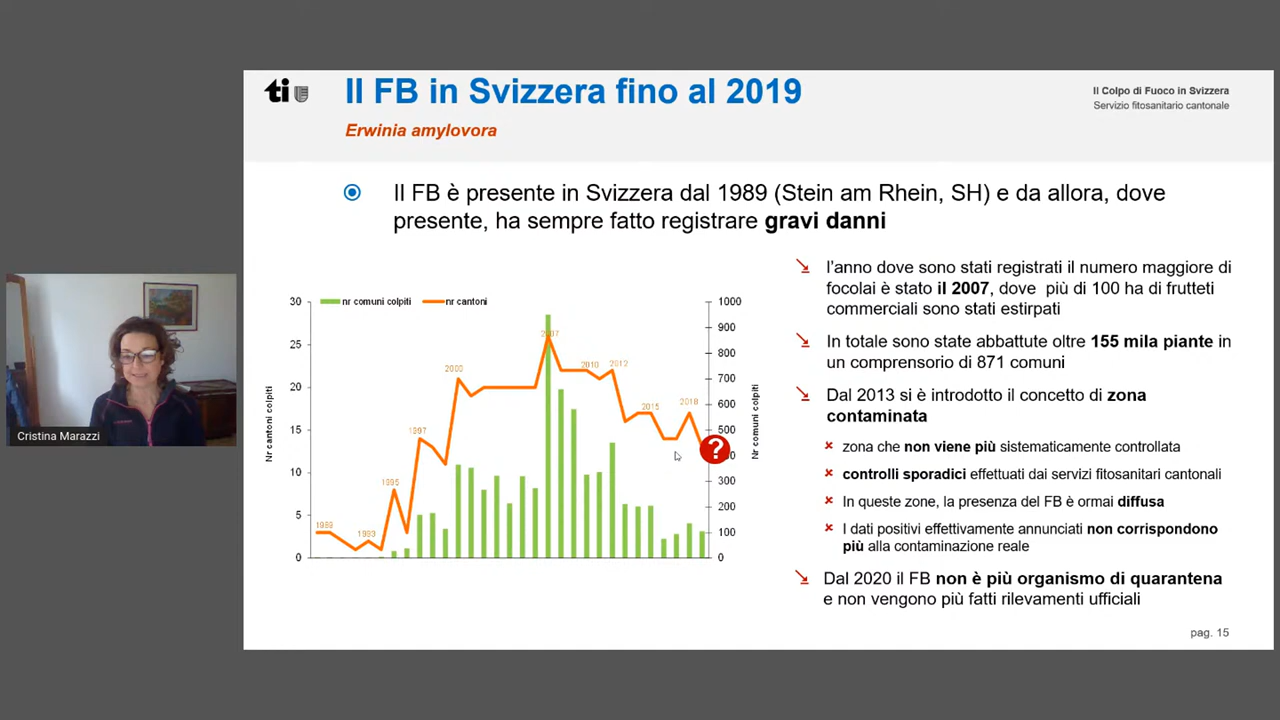 ti
Il FB in Svizzera fino al 2019
Erwinia amylovora
Il Colpo di Fuoco in Svizzera
Servizio fitosanitario cantonale
Il FB è presente in Svizzera dal 1989 (Stein am Rhein, SH) e da allora, dove
presente, ha sempre fatto registrare gravi danni
nr comuni colpiti
nr cantoni
Nr cantoni colpiti
30
25
20
15
10
5
0
1989
1993
1995
1997
2000
2007
2010
2012
2015
2018
?
1000
900
800
700
600
500
400
300
200
100
0
Nr comuni colpiti
l'anno dove sono stati registrati il numero maggiore di
focolai è stato il 2007, dove più di 100 ha di frutteti
commerciali sono stati estirpati
In totale sono state abbattute oltre 155 mila piante in
un comprensorio di 871 comuni
Dal 2013 si è introdotto il concetto di zona
contaminata
zona che non viene più sistematicamente controllata
controlli sporadici effettuati dai servizi fitosanitari cantonali
In queste zone, la presenza del FB è ormai diffusa
I dati positivi effettivamente annunciati non corrispondono
più alla contaminazione reale
Dal 2020 il FB non è più organismo di quarantena
e non vengono più fatti rilevamenti ufficiali
pag. 15
Cristina Marazzi